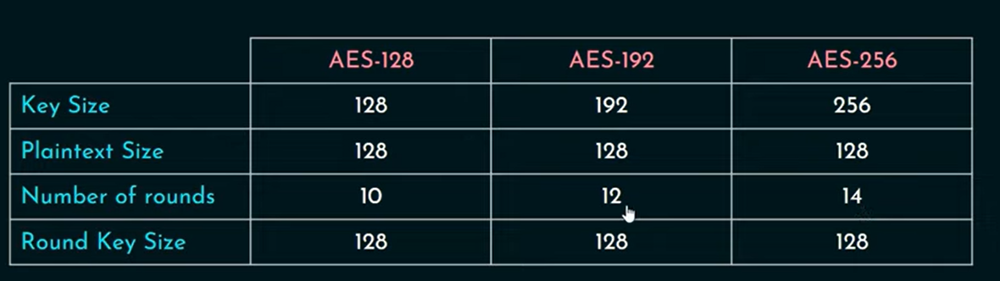 AES-128 AES-192 AES-256
Key Size 128 192 256
Plaintext Size 128 128 128
Number of rounds 10 12 14
Round Key Size 128 128 128